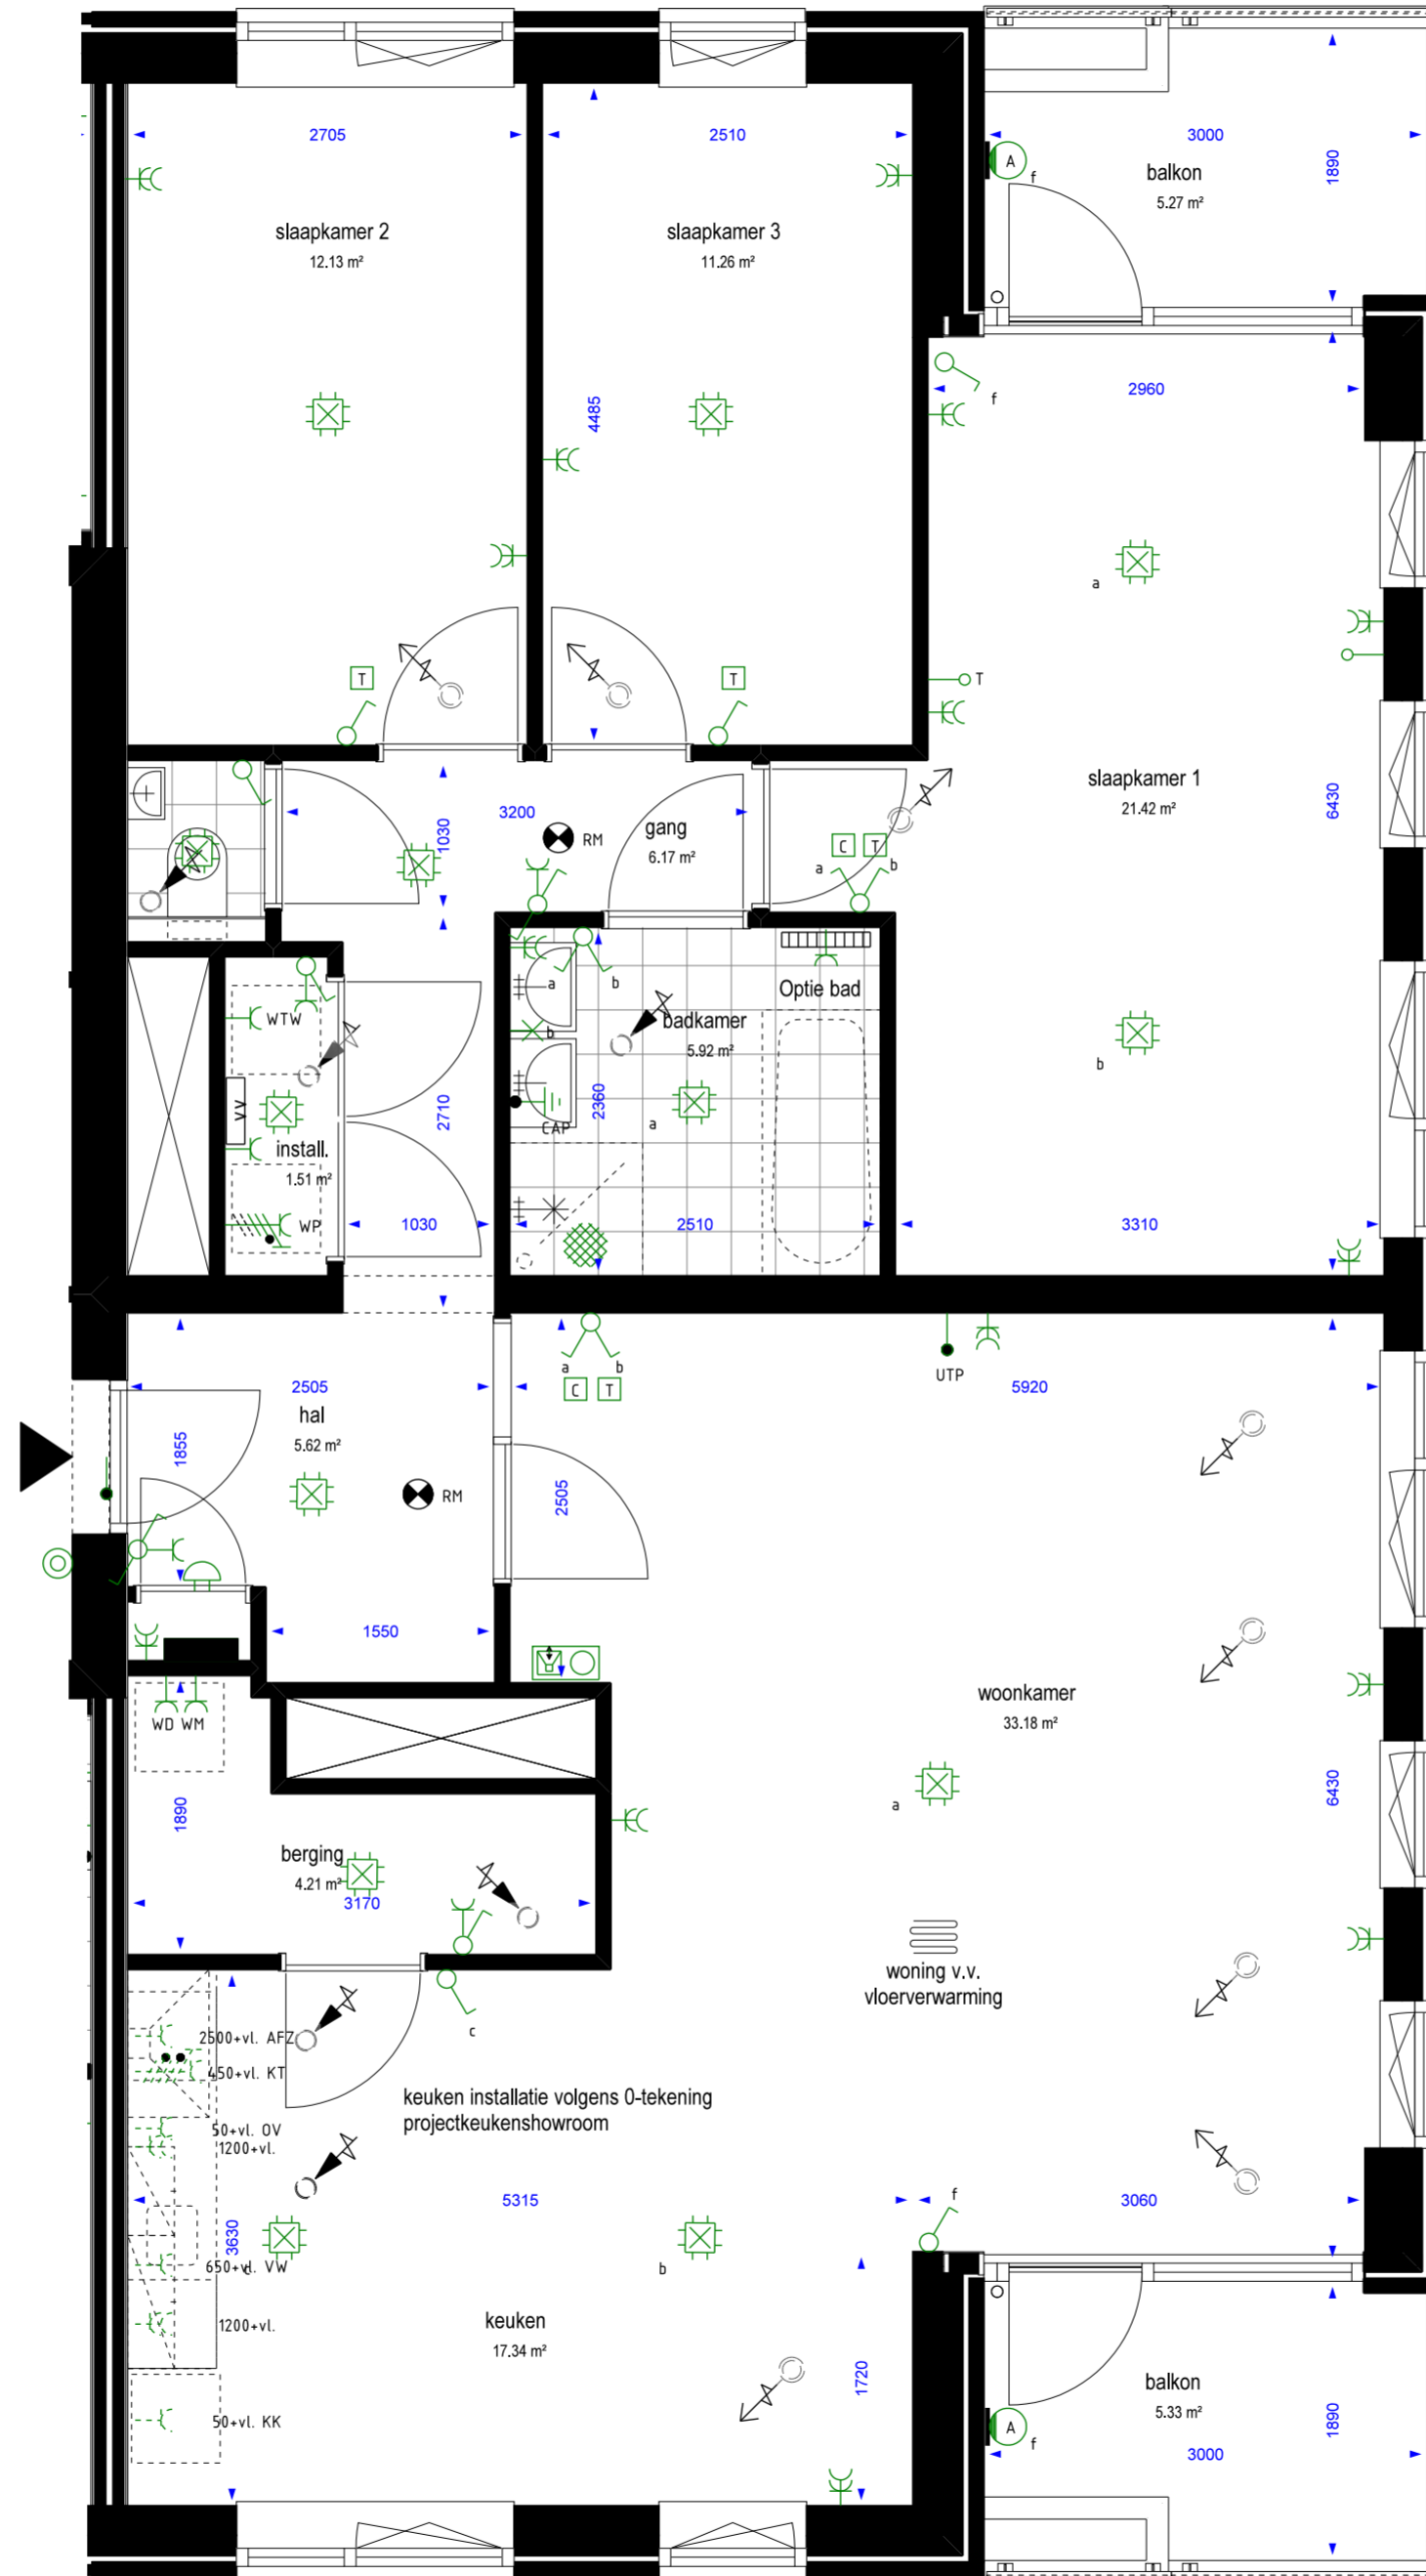 2705
2510
3000
1890
A
f
balkon
5.27 m²
slaapkamer 2
12.13 m²
slaapkamer 3
11.26 m²
4485
2960
f
a
T
T
T
slaapkamer 1
21.42 m²
6430
3200
1030
RM
gang
6.17 m²
C T
a b
a b
b
Optie bad
badkamer
5.92 m²
b
WTW
VV
install.
1.51 m²
WP
2710
1030
CAP
2360
a
2510
3310
a b
C T
UTP
2505
5920
hal
5.62 m²
1855
RM
2505
1550
WD WM
woonkamer
33.18 m²
a
6430
1890
berging
4.21 m²
3170
woning v.v.
vloerverwarming
c
2500+vl. AFZ
450+vl. KT
keuken installatie volgens 0-tekening
projectkeukenshowroom
50+vl. OV
1200+vl.
5315
3060
f
3630
650+vl. VW
c
b
1200+vl.
keuken
17.34 m²
1720
50+vl. KK
balkon
5.33 m²
A
f
3000
1890